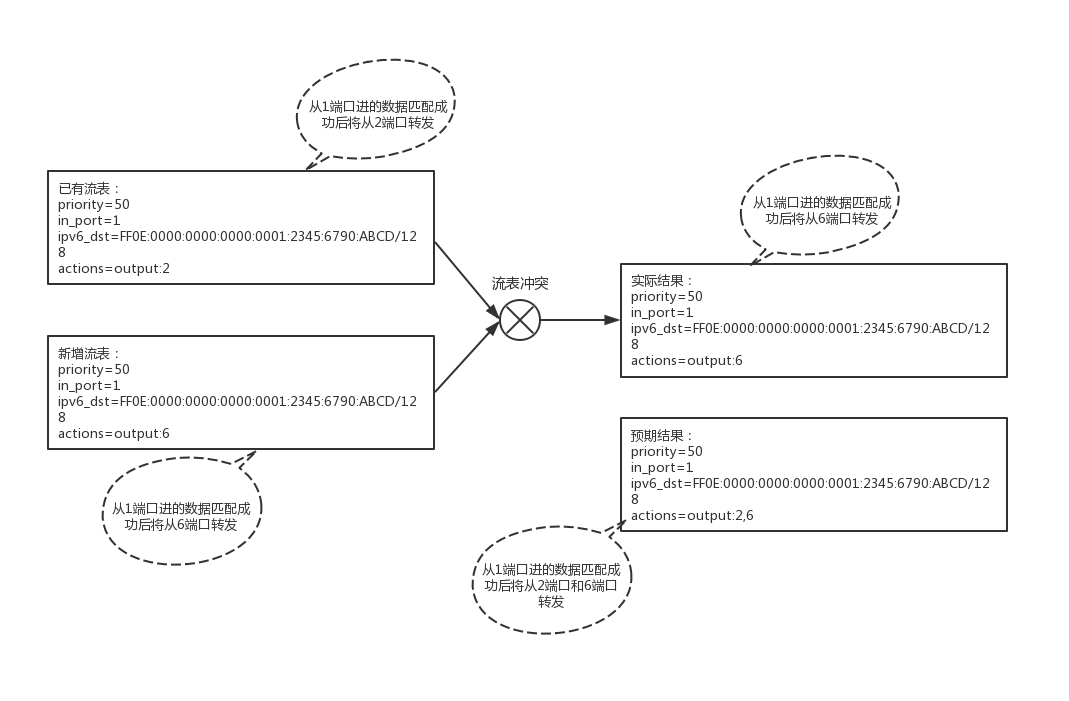 从1端口进的数据匹配成
功后将从2端口转发
已有流表：
priority=50
in_port=1
ipv6_dst=FF0E:0000:0000:0000:0001:2345:6790:ABCD/12
8
actions=output:2
流表冲突
新增流表：
priority=50
in_port=1
ipv6_dst=FF0E:0000:0000:0000:0001:2345:6790:ABCD/12
8
actions=output:6
从1端口进的数据匹配成
功后将从6端口转发
从1端口进的数据匹配成
功后将从6端口转发
实际结果：
priority=50
in_port=1
ipv6_dst=FF0E:0000:0000:0000:0001:2345:6790:ABCD/12
8
actions=output:6
预期结果：
priority=50
in_port=1
ipv6_dst=FF0E:0000:0000:0000:0001:2345:6790:ABCD/12
8
actions=output:2,6
从1端口进的数据匹配成
功后将从2端口和6端口
转发